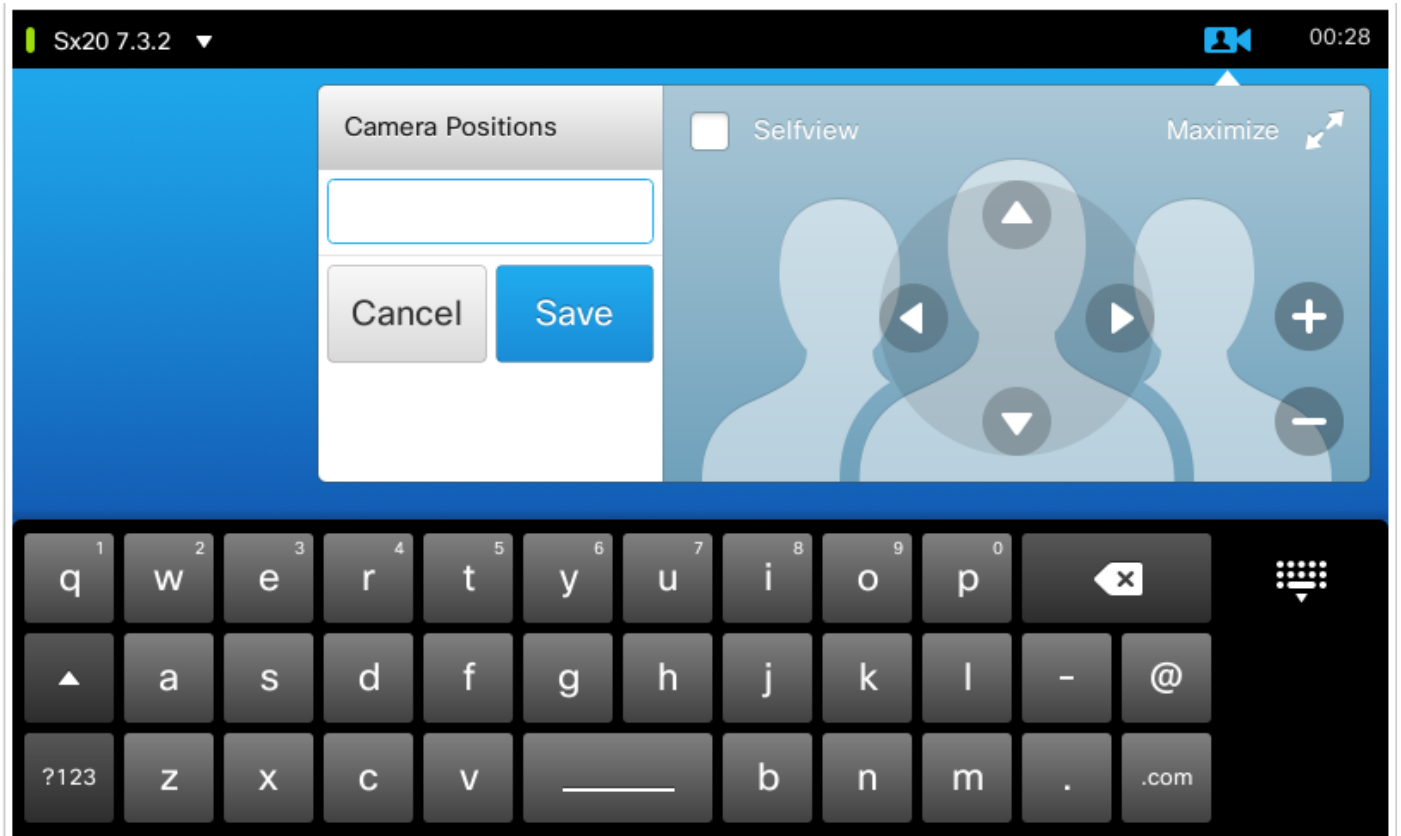 Sx20 7.3.2
00:28
Camera Positions
Selfview
Maximize
Cancel
Save
1 2 3 4 5 6 7 8 9 0
q w e r t y u i o p
a s d f g h j k l - @
?123 z x c v b n m . .com